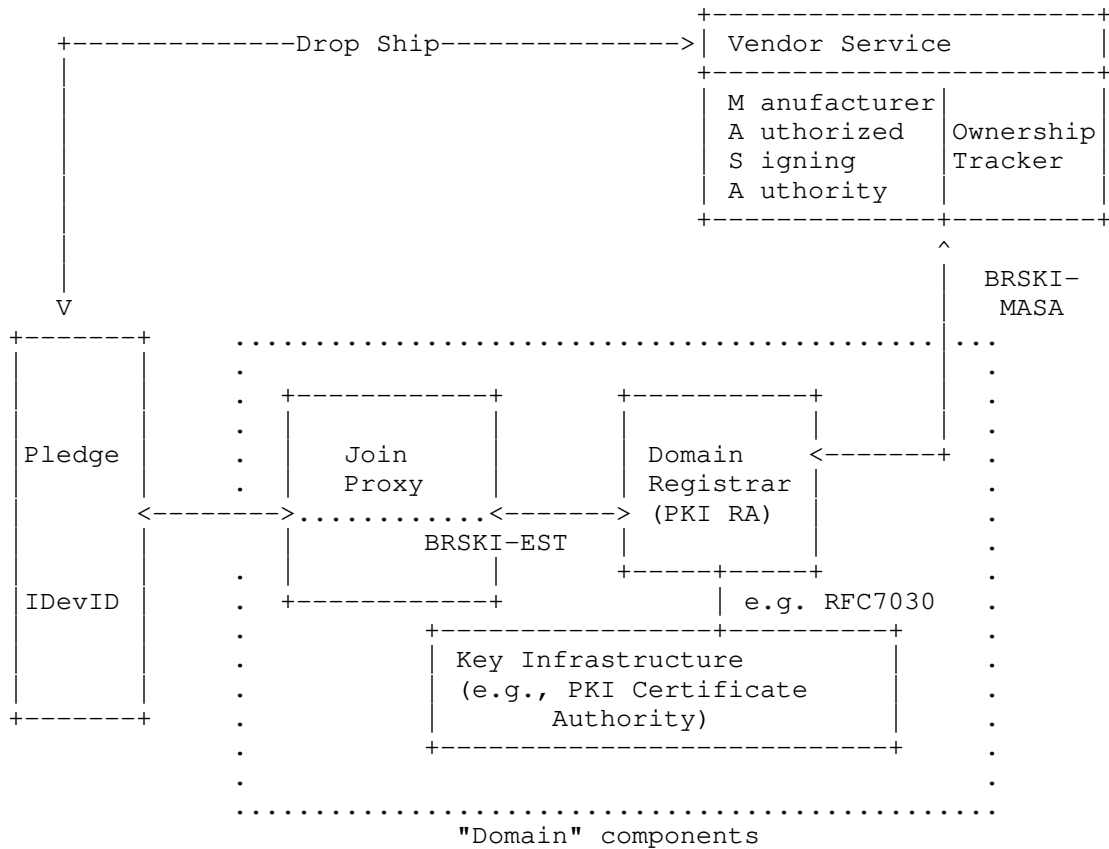 Drop Ship
Vendor Service
M anufacturer
A uthorized
Ownership
S igning
Tracker
A uthority
BRSKI-
V
MASA
Pledge
Join
Domain
Proxy
Registrar
(PKI RA)
BRSKI-EST
IDevID
e.g. RFC7030
Key Infrastructure
(e.g., PKI Certificate
Authority)
"Domain" components